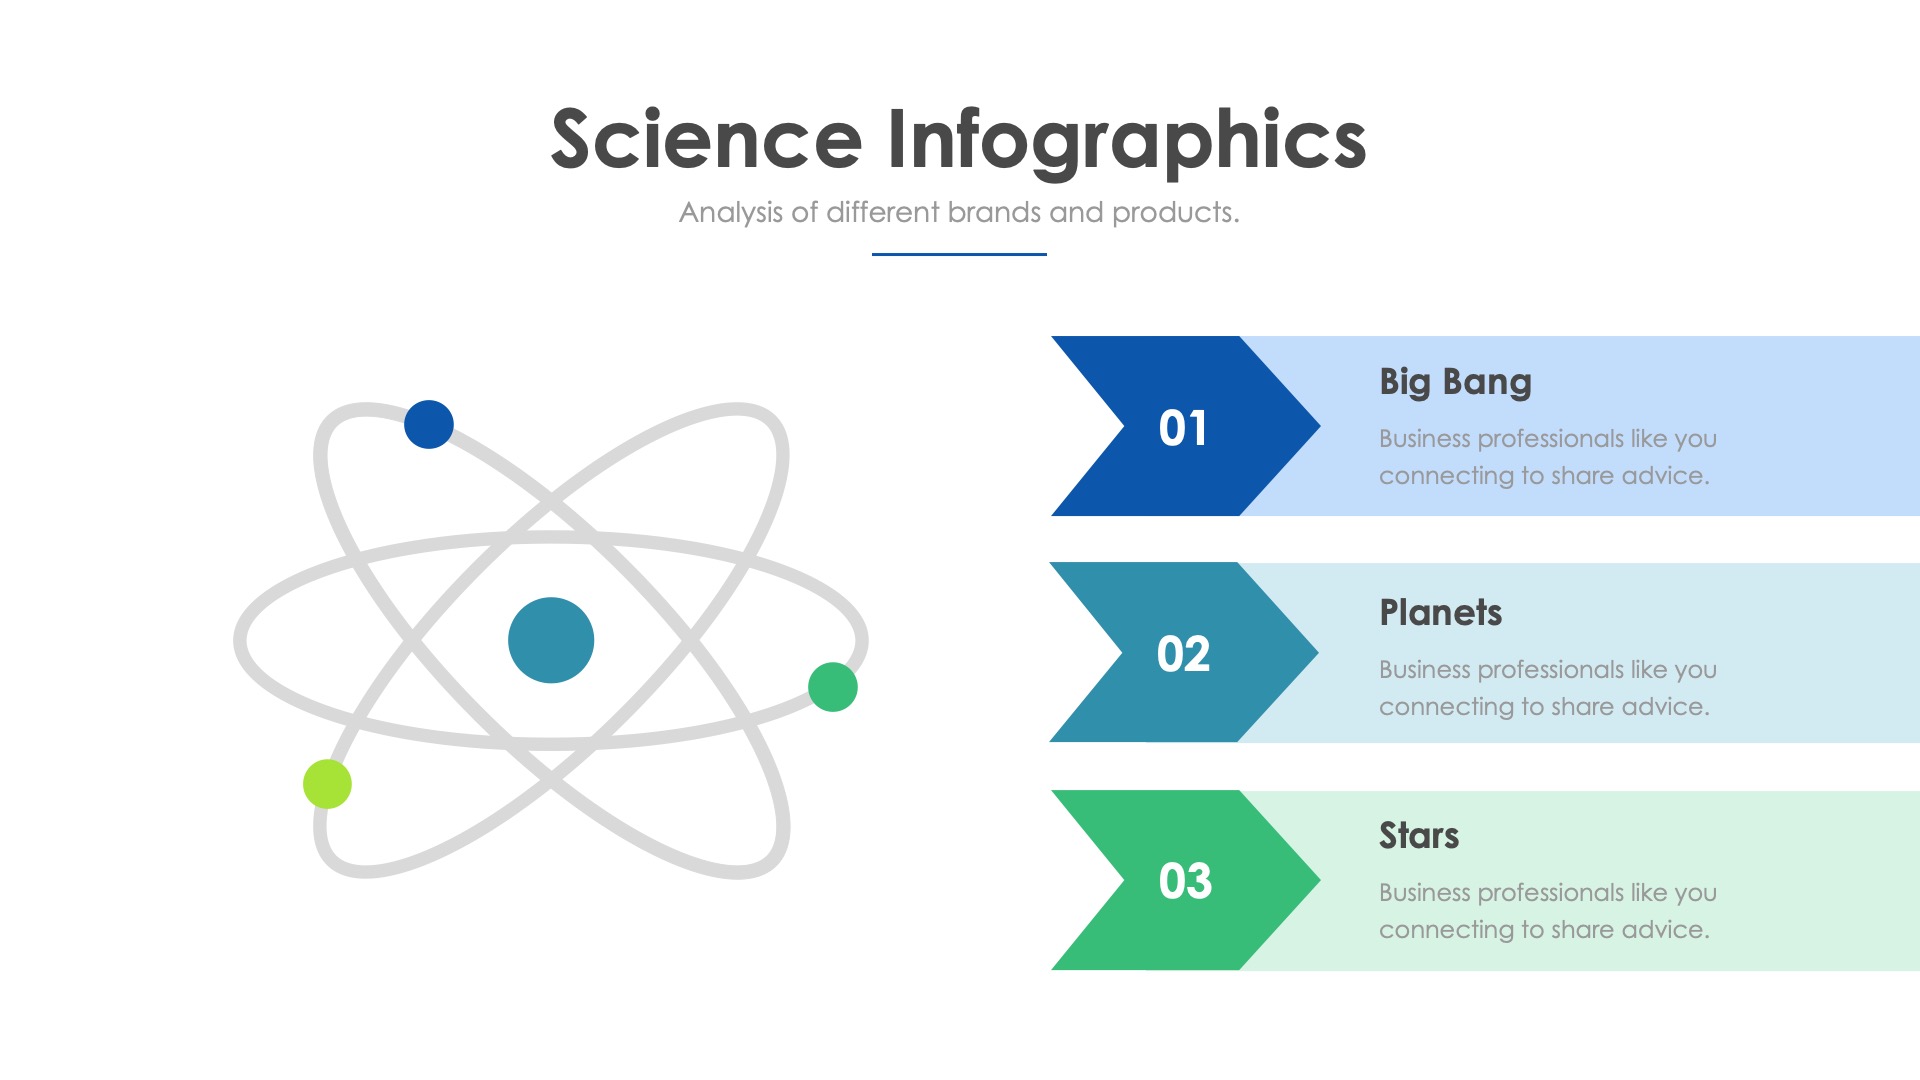 Science Infographics
Analysis of different brands and products.
01
Big Bang
Business professionals like you
connecting to share advice.
02
Planets
Business professionals like you
connecting to share advice.
03
Stars
Business professionals like you
connecting to share advice.